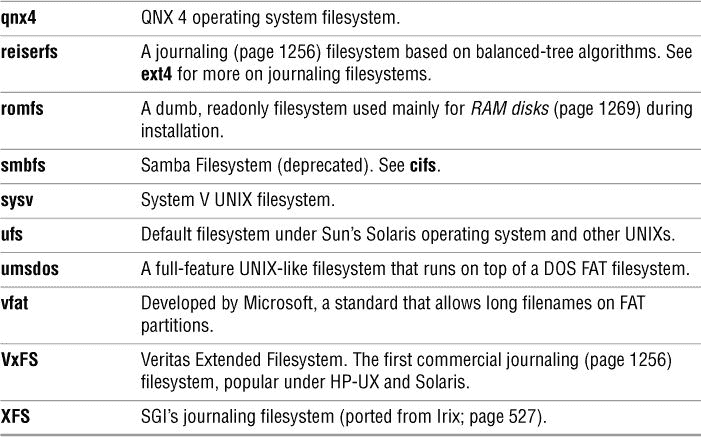 qnx4 QNX 4 operating system filesystem.
reiserfs A journaling (page 1256) filesystem based on balanced-tree algorithms. See
ext4 for more on journaling filesystems.
romfs A dumb, readonly filesystem used mainly for RAM disks (page 1269) during
installation.
smbfs Samba Filesystem (deprecated). See cifs.
sysv System V UNIX filesystem.
ufs Default filesystem under Sun's Solaris operating system and other UNIXs.
umsdos A full-feature UNIX-like filesystem that runs on top of a DOS FAT filesystem.
vfat Developed by Microsoft, a standard that allows long filenames on FAT
partitions.
VxFS Veritas Extended Filesystem. The first commercial journaling (page 1256)
filesystem, popular under HP-UX and Solaris.
XFS SGI's journaling filesystem (ported from Irix; page 527).